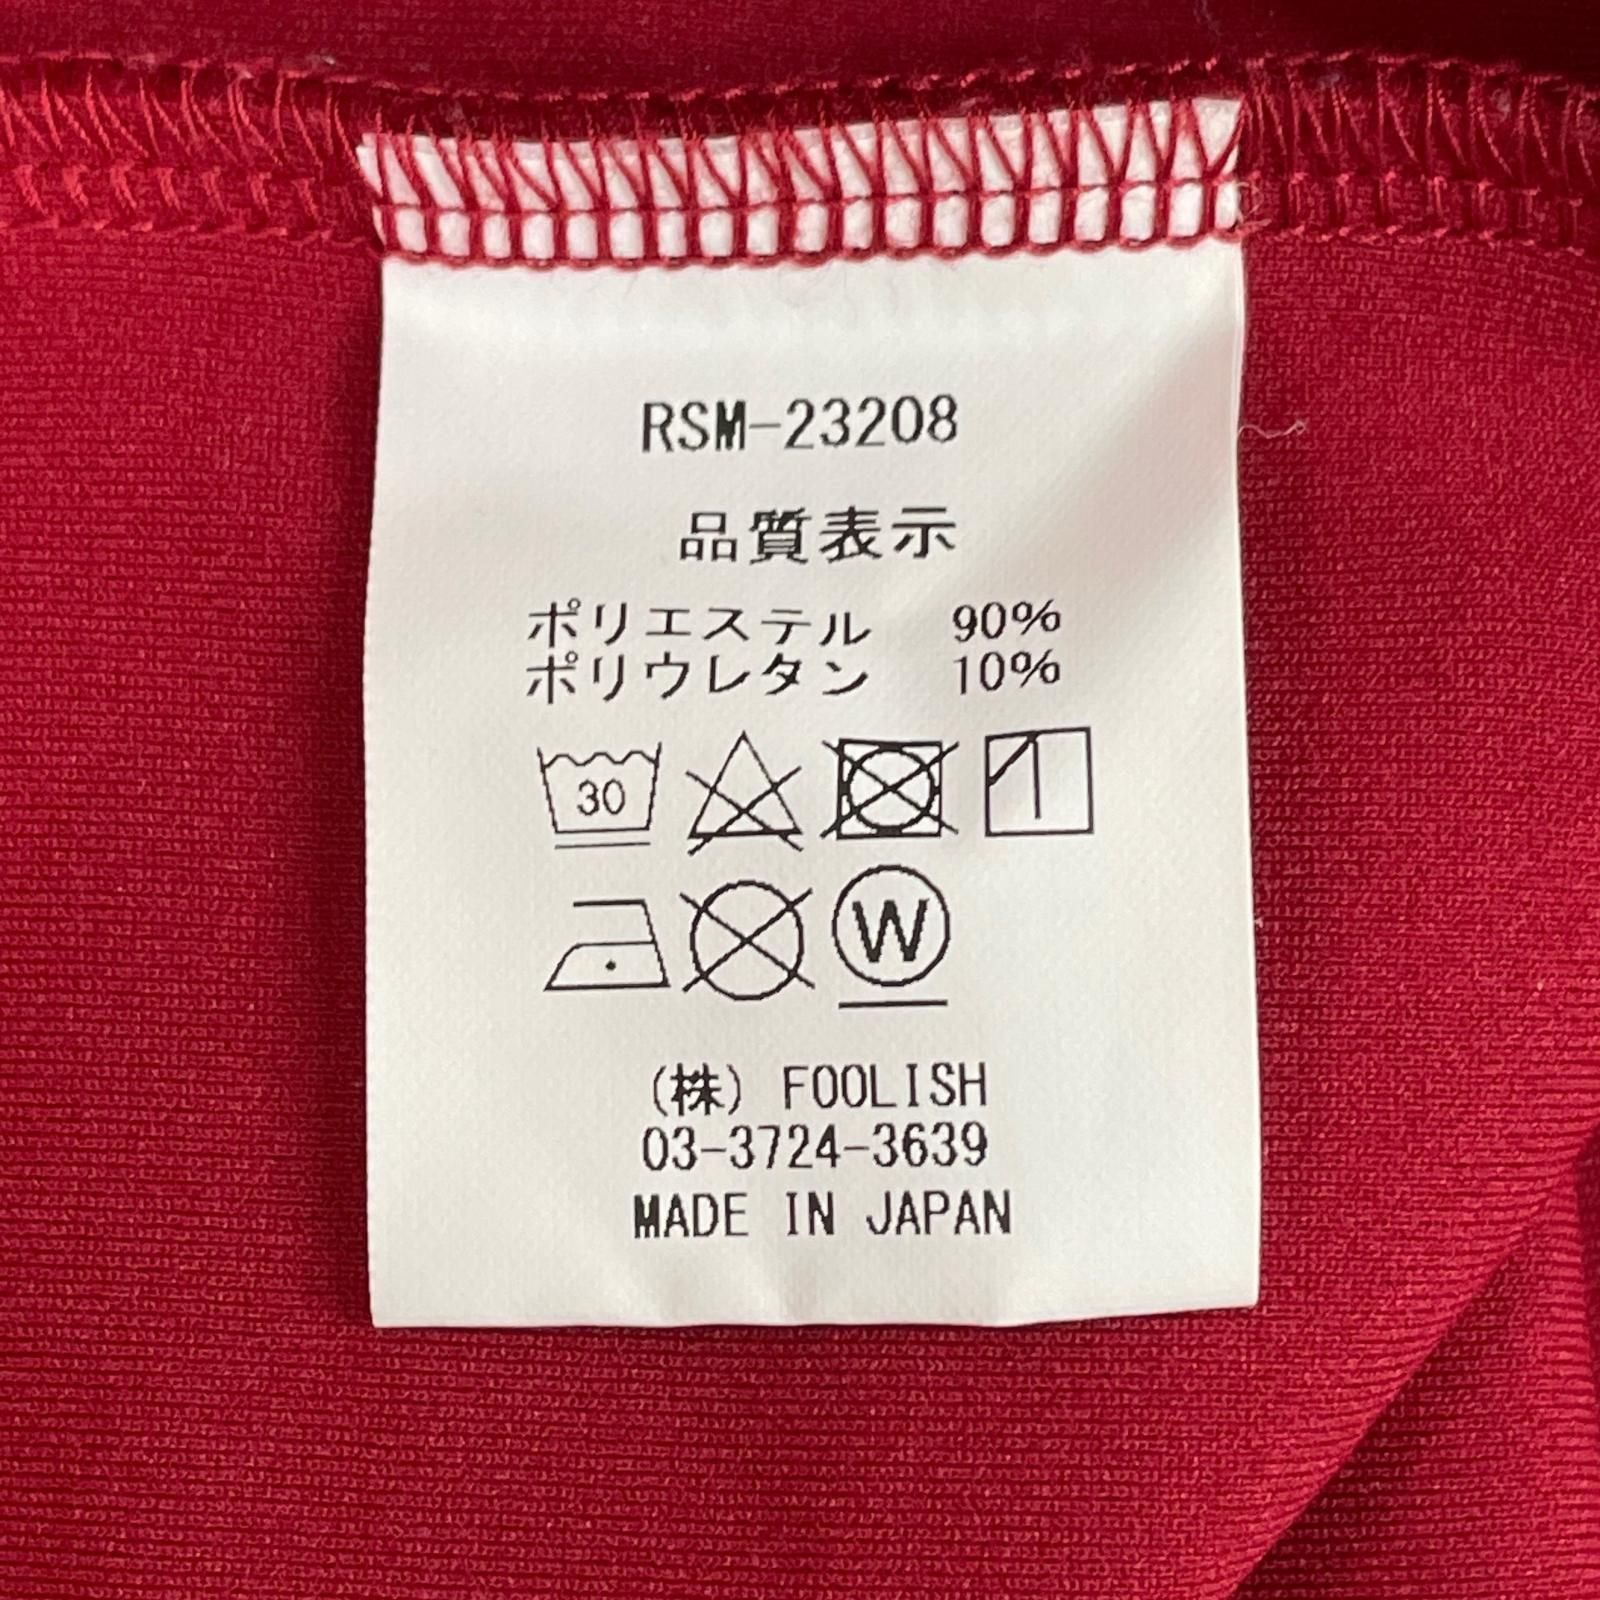 RSM-23208
品質表示
ポリエステル 90%
ポリウレタン 10%
30
W
(株) FOOLISH
03-3724-3639
MADE IN JAPAN